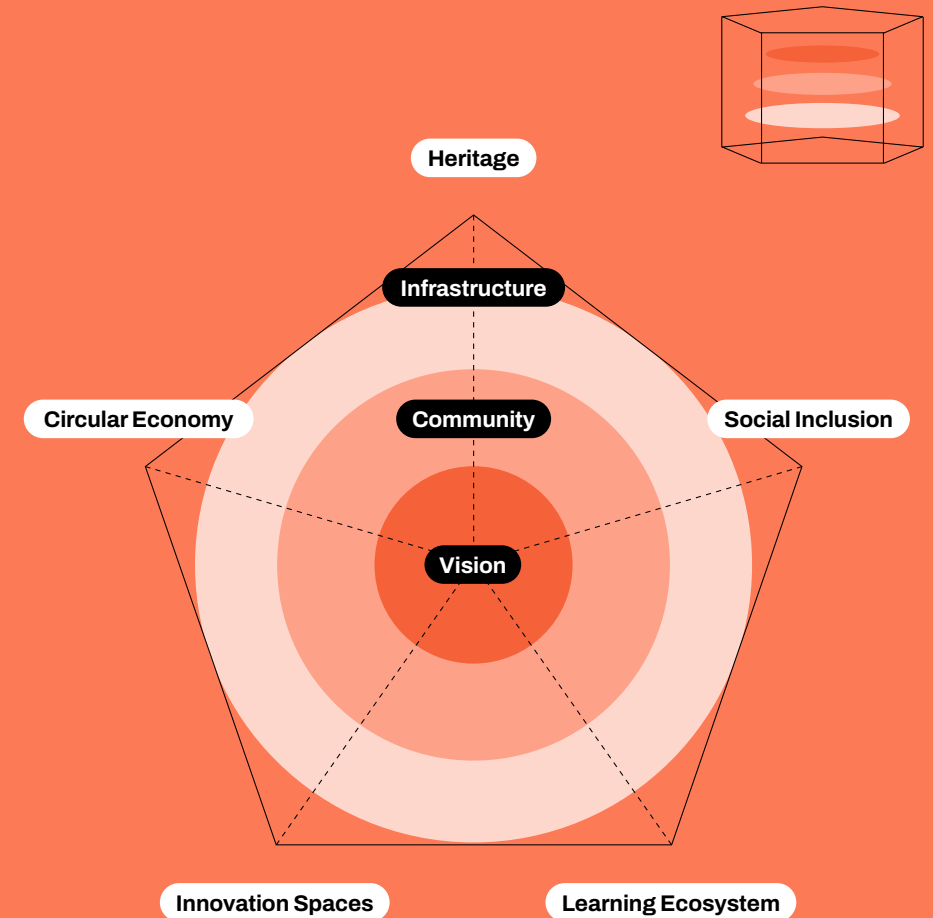 Heritage
Infrastructure
Circular Economy
Community
Social Inclusion
Vision
Innovation Spaces
Learning Ecosystem